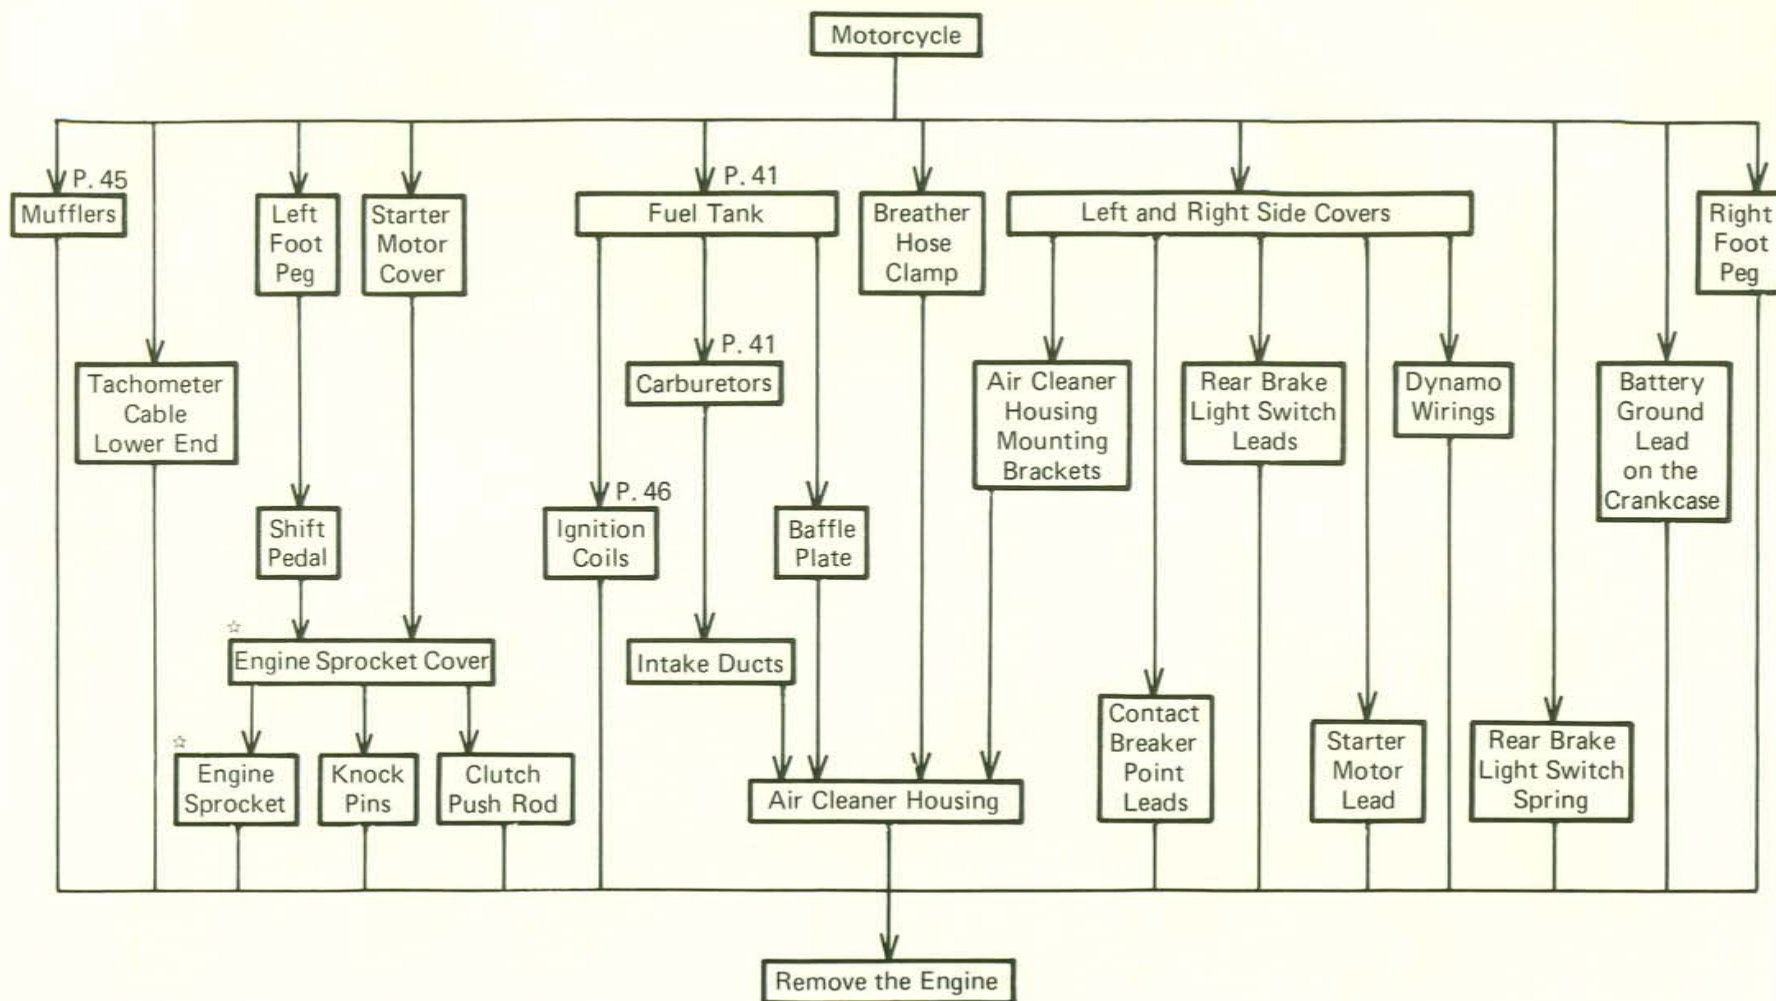 Motorcycle
P. 45
Mufflers
Left
Foot
Peg
Starter
Motor
Cover
P. 41
Fuel Tank
Breather
Hose
Clamp
Left and Right Side Covers
Right
Foot
Peg
Tachometer
Cable
Lower End
P. 41
Carburetors
Air Cleaner
Housing
Mounting
Brackets
Rear Brake
Light Switch
Leads
Dynamo
Wirings
Battery
Ground
Lead
on the
Crankcase
Shift
Pedal
P. 46
Ignition
Coils
Baffle
Plate
☆
Engine Sprocket Cover
Intake Ducts
☆
Engine
Sprocket
Knock
Pins
Clutch
Push Rod
Air Cleaner Housing
Contact
Breaker
Point
Leads
Starter
Motor
Lead
Rear Brake
Light Switch
Spring
Remove the Engine